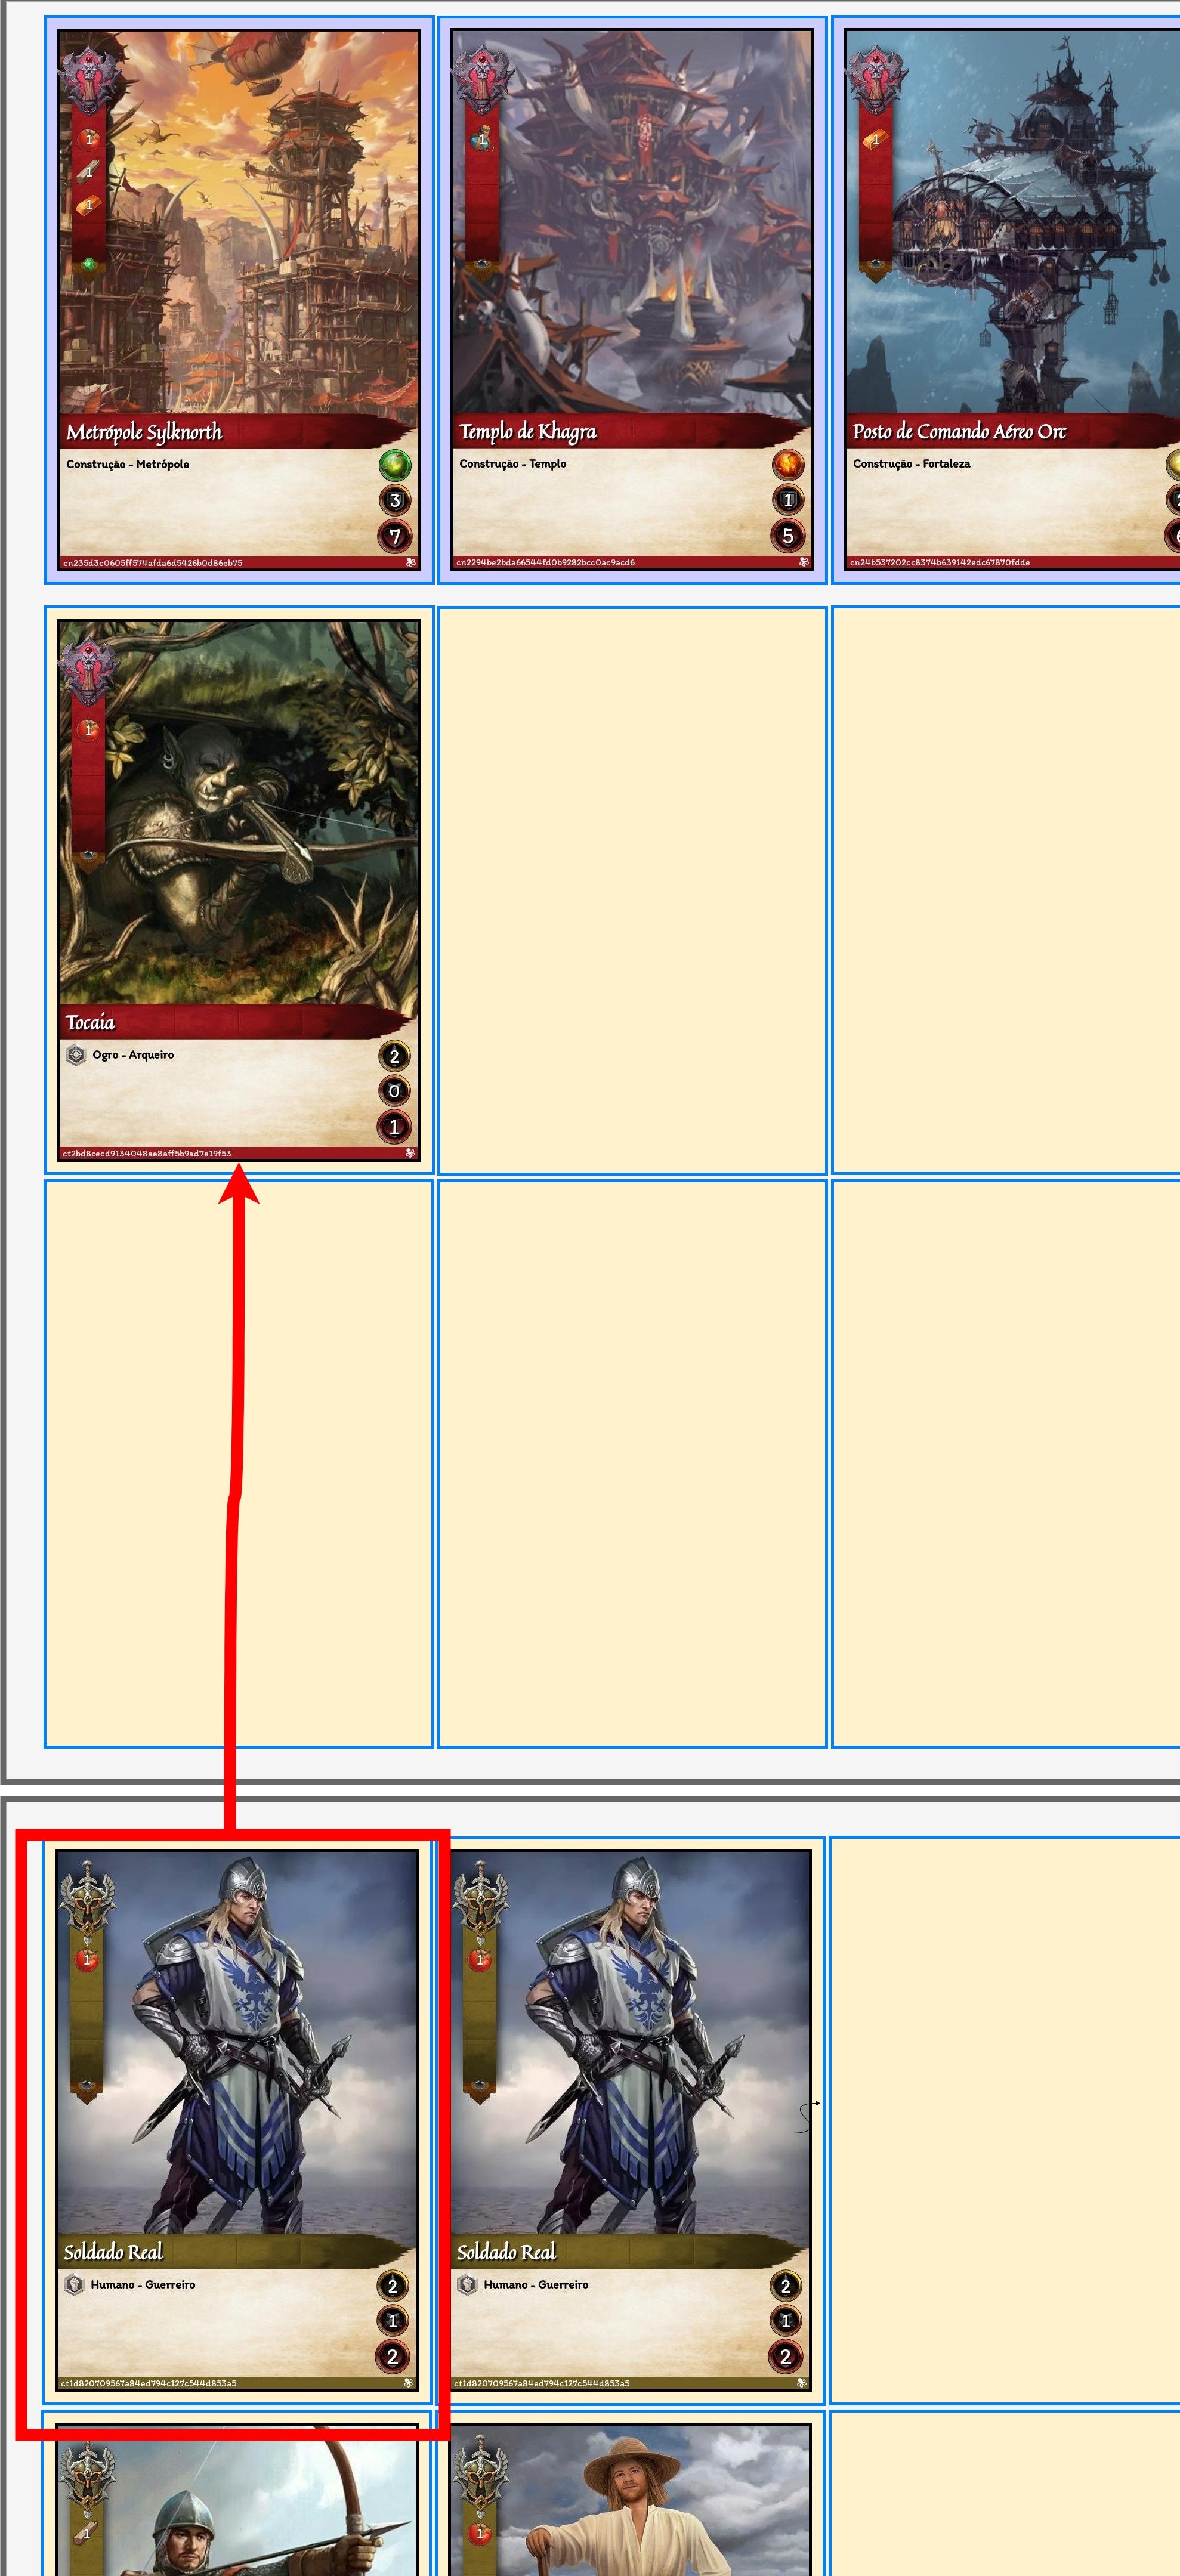 1
1
1
Metrópole Sylknorth
Construção - Metrópole
3
7
cn235d3c0605ff574afda6d5426b0d86eb75
1
Templo de Khagra
Construção - Templo
1
5
cn2294be2bda66544fd0b9282bcc0ac9acd6
1
Posto de Comando Aéreo Orc
Construção - Fortaleza
cn24b537202cc8374b639142edc67870fdde
1
Tocaia
Ogro - Arqueiro
2
0
1
ct2bd8cecd9134048ae8aff5b9ad7e19f53
1
Soldado Real
Humano - Guerreiro
2
1
2
ct1d820709567a84ed794c127c544d853a5
1
Soldado Real
Humano - Guerreiro
2
1
2
ct1d820709567a84ed794c127c544d853a5
1
1